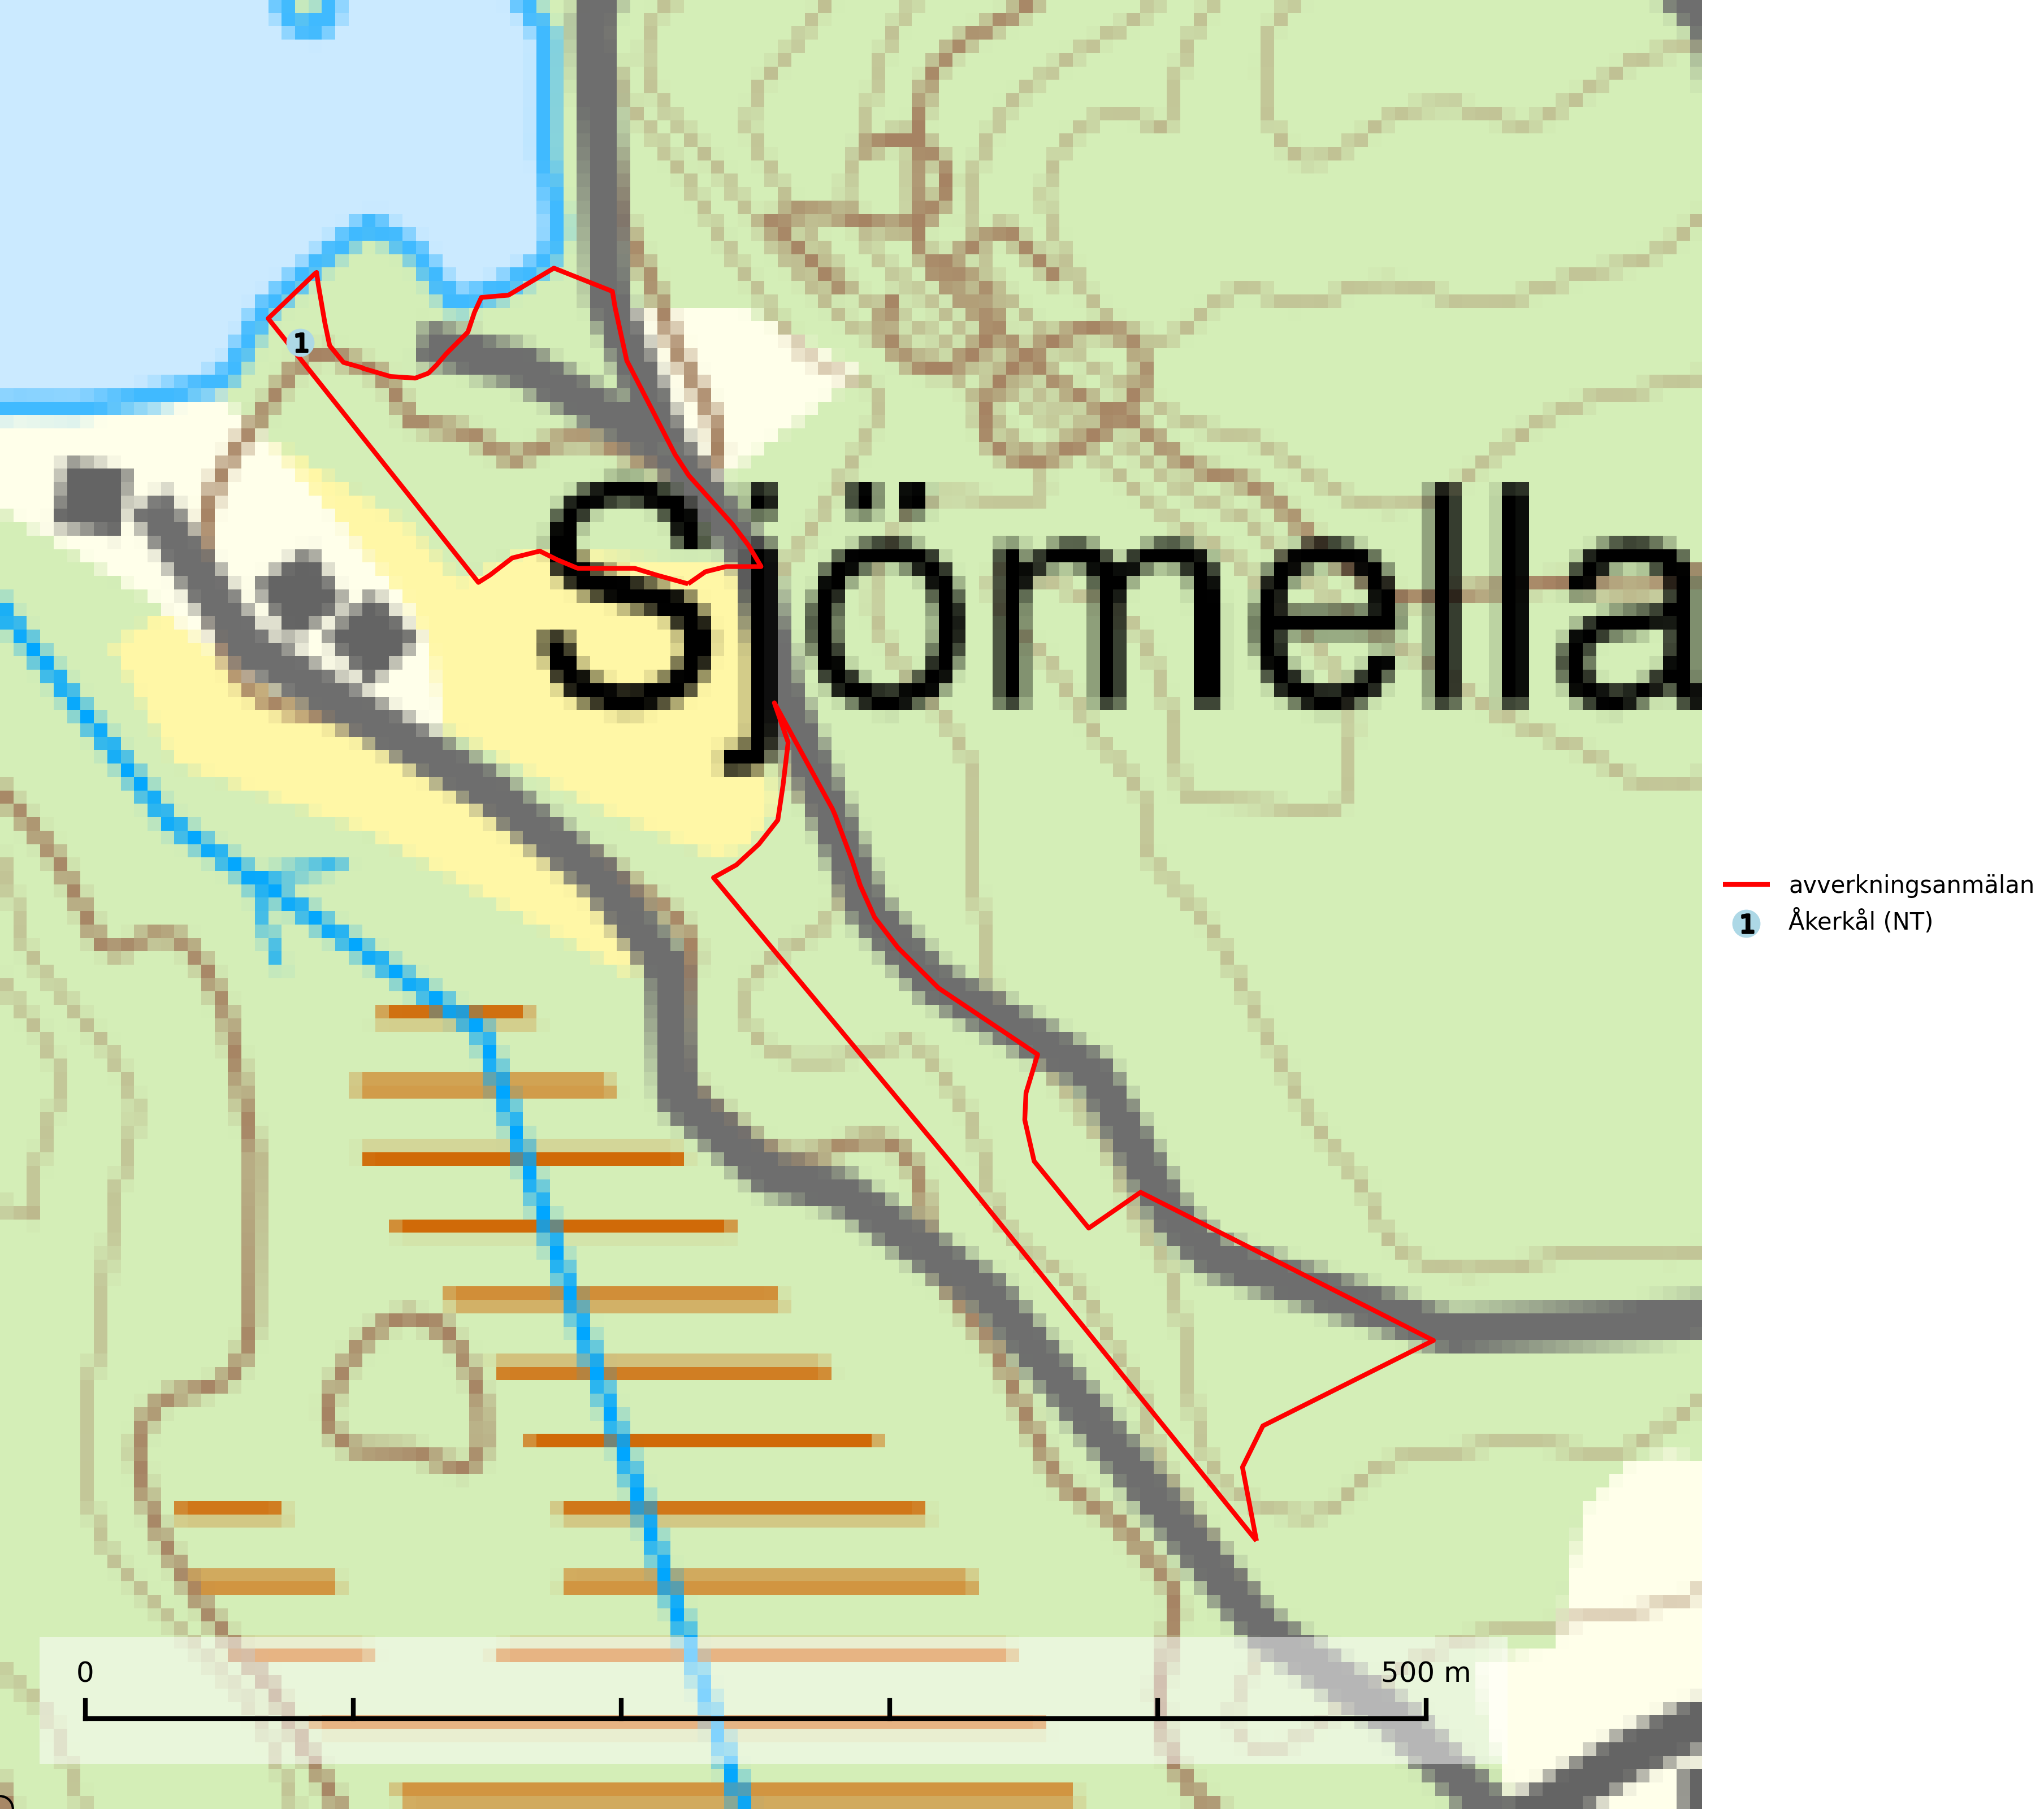 1
Sjömella
avverkningsanmälan
1 Åkerkål (NT)
0 500 m